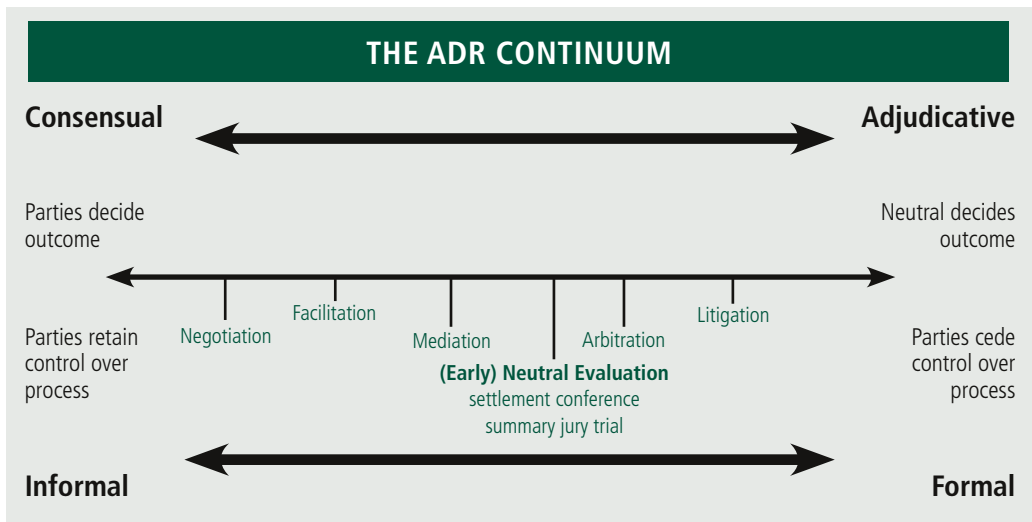 THE ADR CONTINUUM
Consensual
Adjudicative
Parties decide
outcome
Neutral decides
outcome
Negotiation
Facilitation
Mediation
(Early) Neutral Evaluation
settlement conference
summary jury trial
Arbitration
Litigation
Parties retain
control over
process
Parties cede
control over
process
Informal
Formal